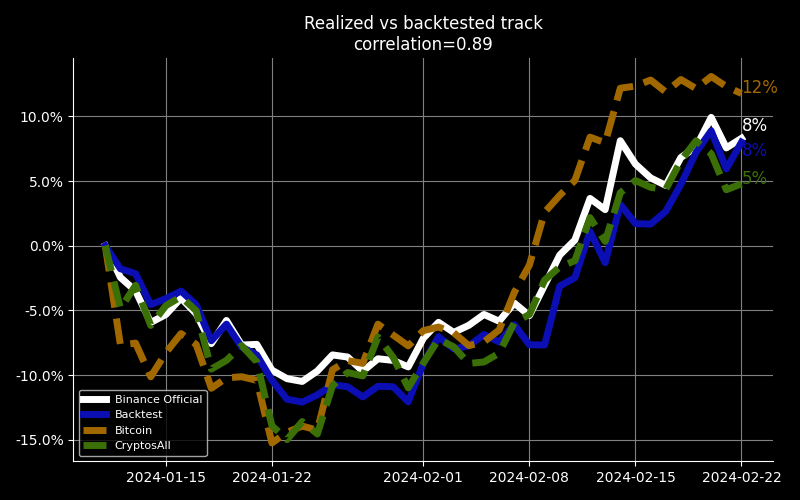 Realized vs backtested track
correlation=0.89
12%
8%
8%
5%
10.0%
5.0%
0.0%
-5.0%
-10.0%
-15.0%
Binance Official
Backtest
Bitcoin
CryptosAll
2024-01-15
2024-01-22
2024-02-01
2024-02-08
2024-02-15
2024-02-22